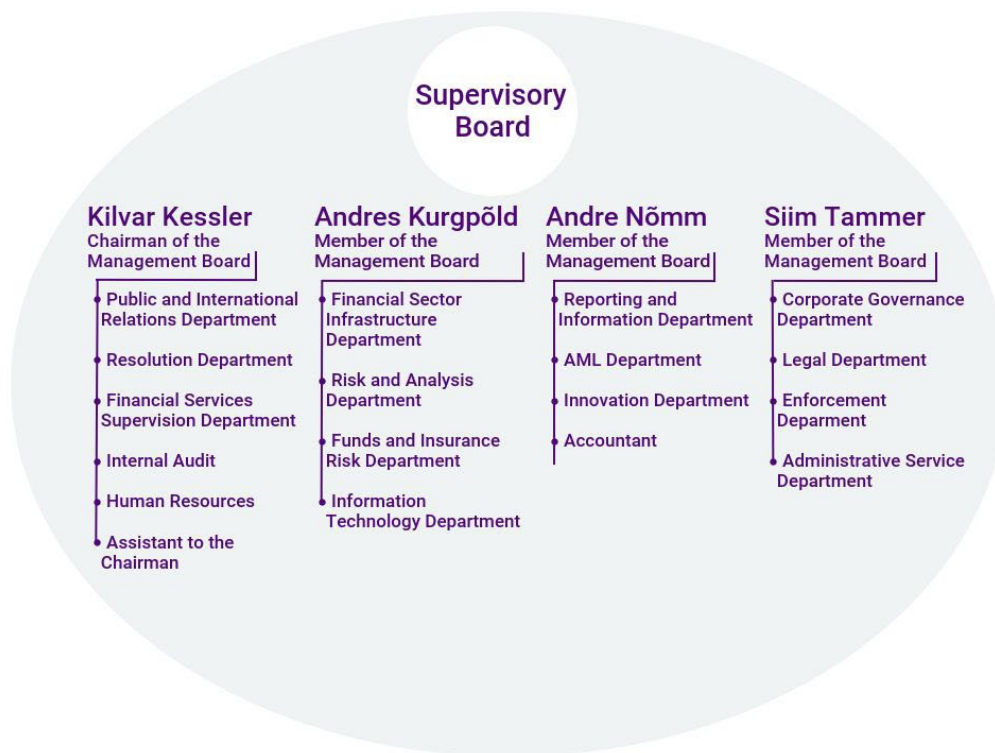 Supervisory
Board
Kilvar Kessler
Chairman of the
Management Board
Public and International
Relations Department
Resolution Department
Financial Services
Supervision Department
Internal Audit
Human Resources
Assistant to the
Chairman
Andres Kurgpõld
Member of the
Management Board
Financial Sector
Infrastructure
Department
Risk and Analysis
Department
Funds and Insurance
Risk Department
Information
Technology Department
Andre Nõmm
Member of the
Management Board
Reporting and
Information Department
AML Department
Innovation Department
Accountant
Siim Tammer
Member of the
Management Board
Corporate Governance
Department
Legal Department
Enforcement
Deparment
Administrative Service
Department